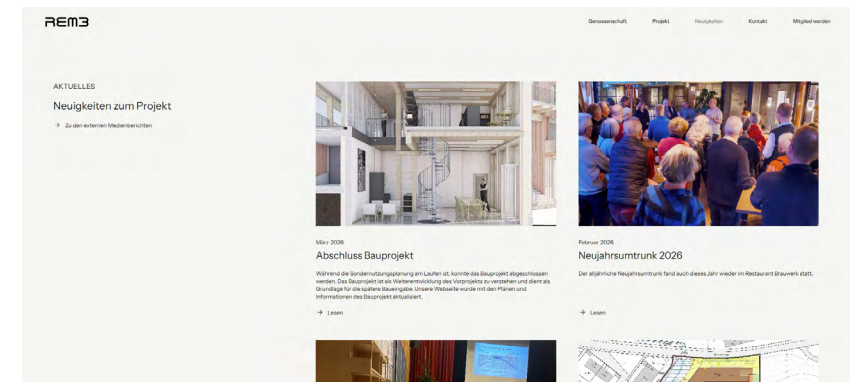 REM3
Genossenschaft Projekt Neuigkeiten Kontakt Mitglied werden
AKTUELLES
Neuigkeiten zum Projekt
→ Zu den externen Medienberichten
März 2026
Abschluss Bauprojekt
Während die Sondernutzungsplanung am Laufen ist, konnte das Bauprojekt abgeschlossen
werden. Das Bauprojekt ist als Weiterentwicklung des Vorprojekts zu verstehen und dient als
Grundlage für die spätere Baueingabe. Unsere Webseite wurde mit den Plänen und
Informationen des Bauprojekt aktualisiert.
→ Lesen
Februar 2026
Neujahrsumtrunk 2026
Der alljährliche Neujahrsumtrunk fand auch dieses Jahr wieder im Restaurant Brauwerk statt.
→ Lesen